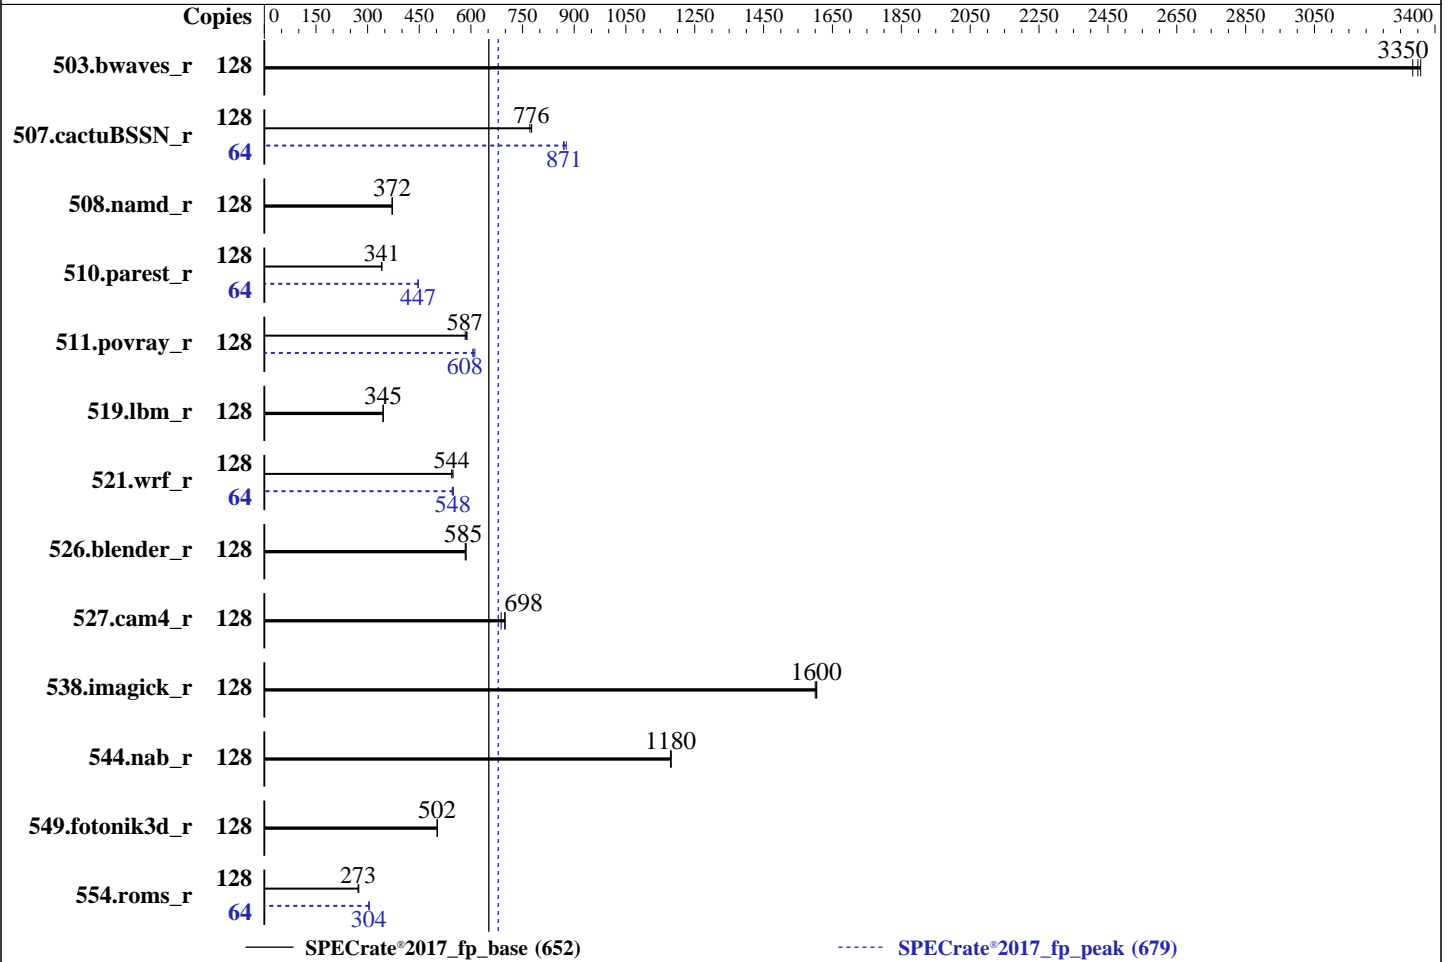 Copies 0 150 300 450 600 750 900 1050 1250 1450 1650 1850 2050 2250 2450 2650 2850 3050 3400
503.bwaves_r 128 3350
507.cactuBSSN_r 128 776
64 871
508.namd_r 128 372
510.parest_r 128 341
64 447
511.povray_r 128 587
608
519.lbm_r 128 345
521.wrf_r 128 544
64 548
526.blender_r 128 585
527.cam4_r 128 698
538.imagick_r 128 1600
544.nab_r 128 1180
549.fotonik3d_r 128 502
554.roms_r 128 273
64 304
SPECrate®2017_fp_base (652) SPECrate®2017_fp_peak (679)